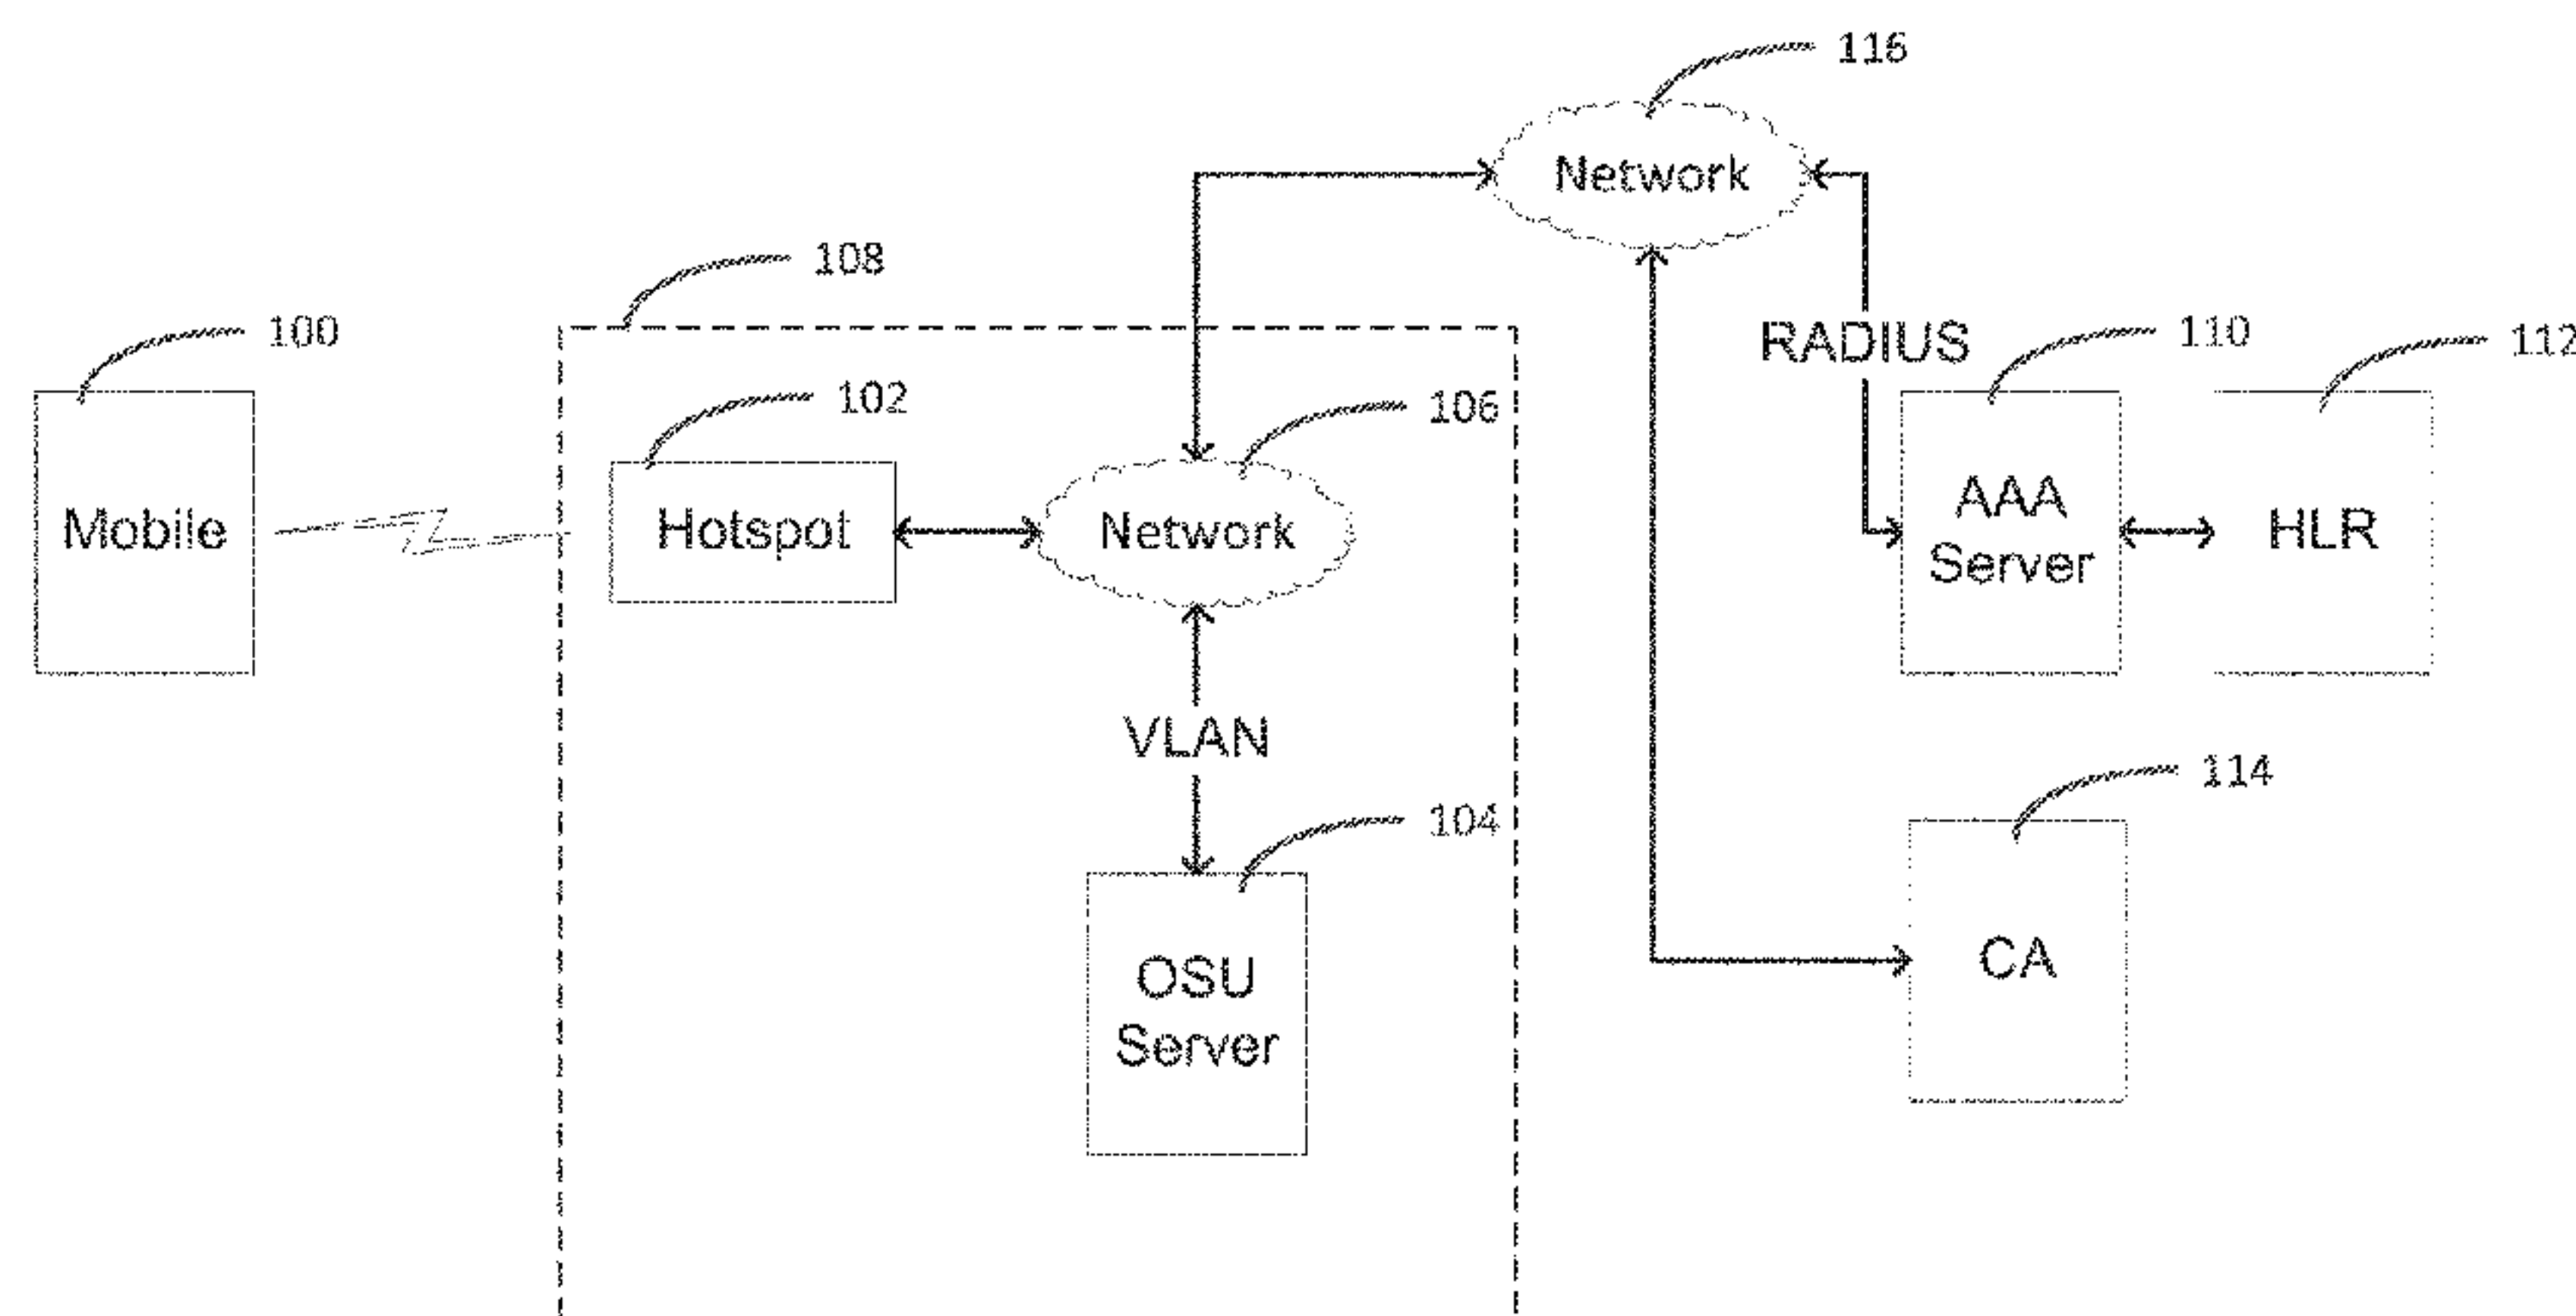 116
Network
108
100
RADIUS
110
112
102
106
Mobile
Hotspot
Network
AAA
Server
HLR
VLAN
114
104
CA
OSU
Server